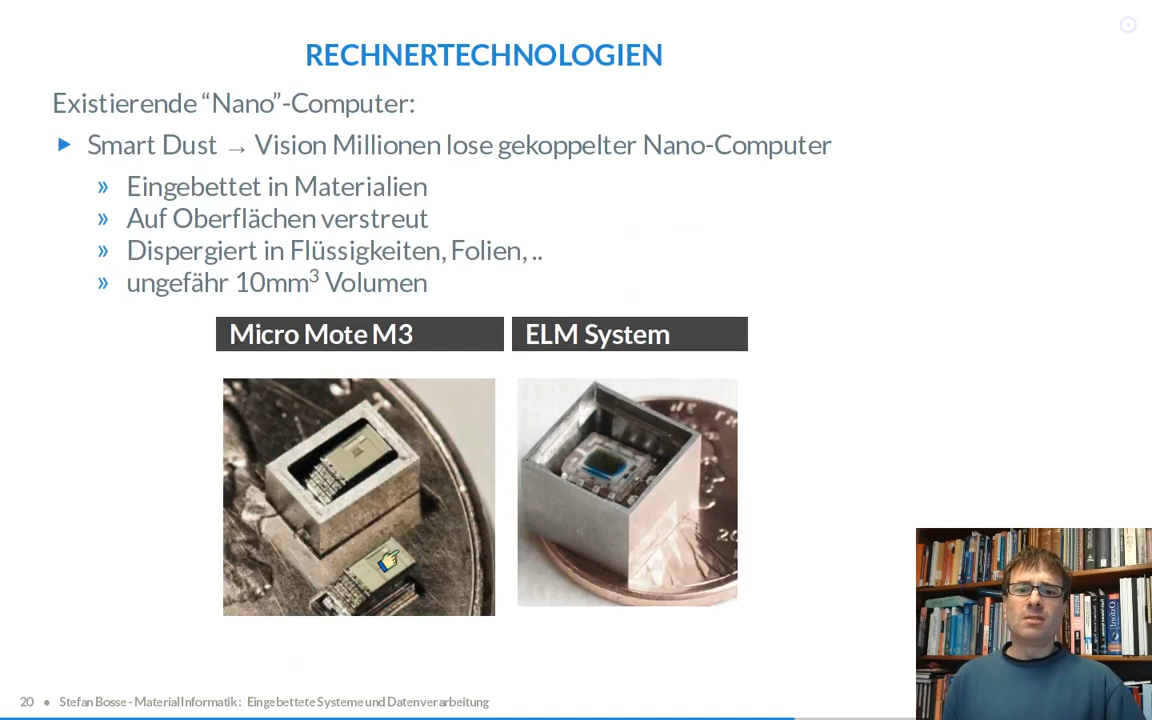 RECHNERTECHNOLOGIEN
Existierende “Nano”-Computer:
Smart Dust → Vision Millionen lose gekoppelter Nano-Computer
» Eingebettet in Materialien
» Auf Oberflächen verstreut
» Dispergiert in Flüssigkeiten, Folien, ..
» ungefähr 10mm³ Volumen
Micro Mote M3
ELM System
20 • Stefan Bosse - Material Informatik : Eingebettete Systeme und Datenverarbeitung